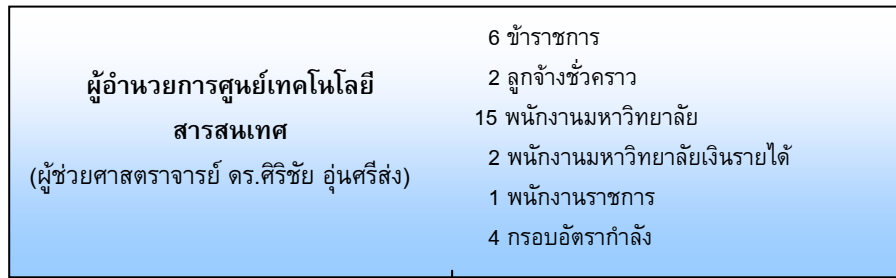 ผู้อำนวยการศูนย์เทคโนโลยี
สารสนเทศ
(ผู้ช่วยศาสตราจารย์ ดร.ศิริชัย อุ่นศรีส่ง)
6 ข้าราชการ
2 ลูกจ้างชั่วคราว
15 พนักงานมหาวิทยาลัย
2 พนักงานมหาวิทยาลัยเงินรายได้
1 พนักงานราชการ
4 กรอบอัตรากำลัง